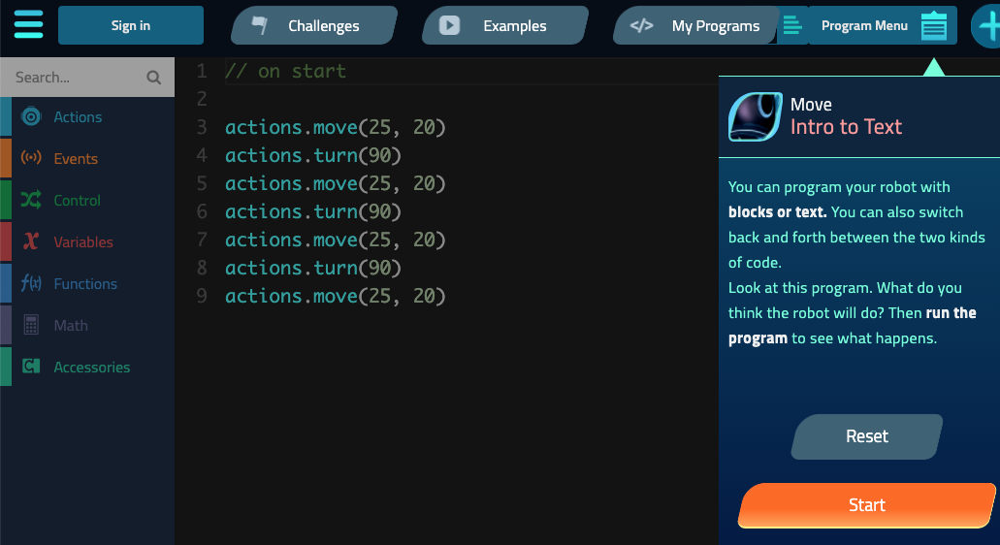 Sign in
Challenges
Examples
</> My Programs
Program Menu
Search...
Actions
Events
Control
Variables
f(x) Functions
Math
Accessories
1 // on start
2
3 actions.move(25, 20)
4 actions.turn(90)
5 actions.move(25, 20)
6 actions.turn(90)
7 actions.move(25, 20)
8 actions.turn(90)
9 actions.move(25, 20)
Move
Intro to Text
You can program your robot with
blocks or text. You can also switch
back and forth between the two kinds
of code.
Look at this program. What do you
think the robot will do? Then run the
program to see what happens.
Reset
Start